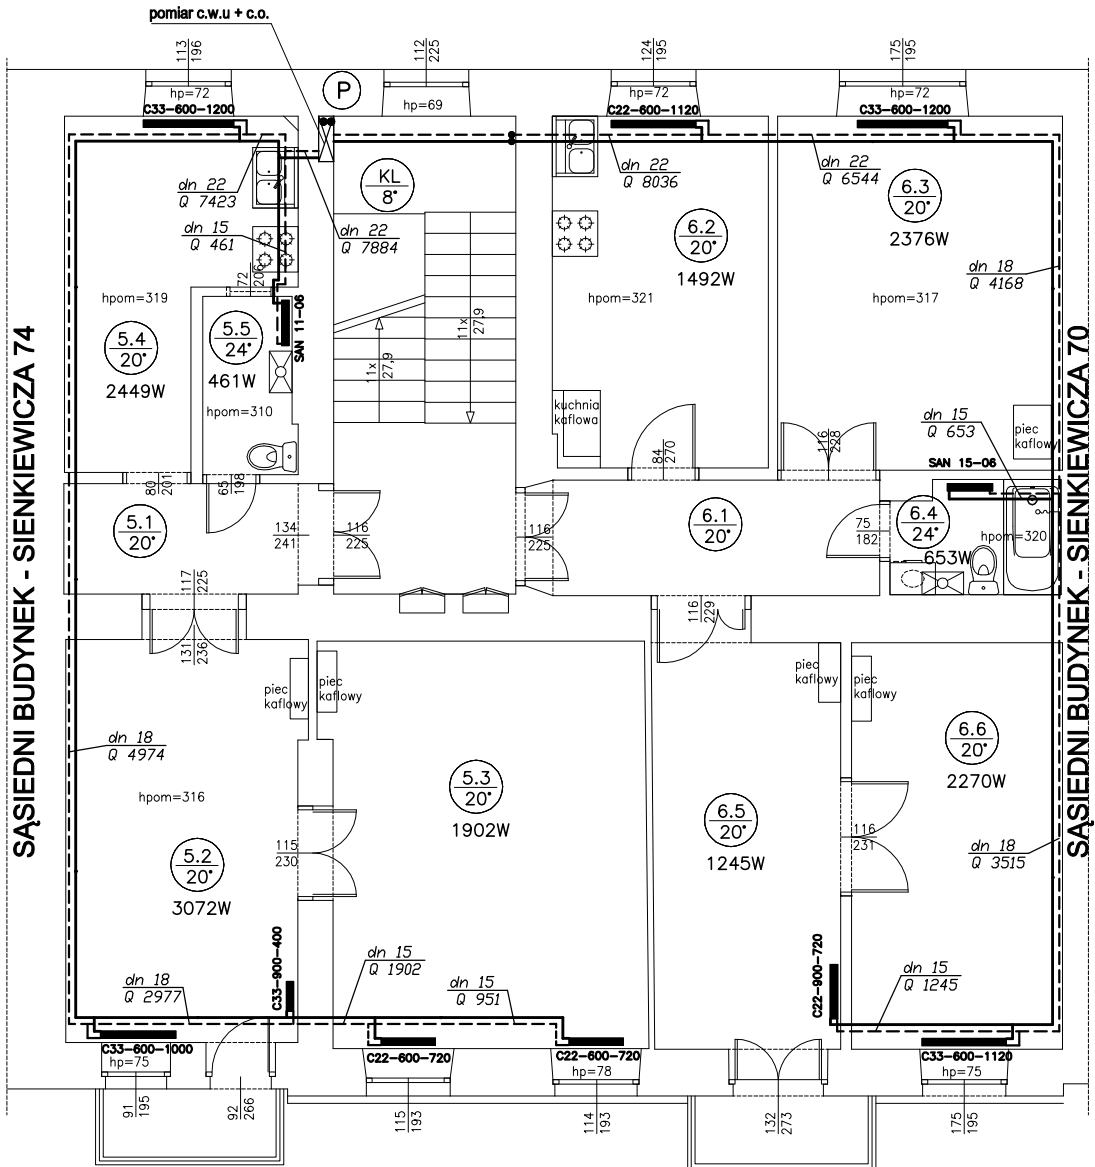 pomiar c.w.u + c.o.
113
196
112
225
124
195
175
195
hp=72
P
hp=69
hp=72
hp=72
C33-600-1200
C22-600-1120
C33-600-1200
dn 22
Q 7423
KL
8°
dn 22
Q 8036
dn 22
Q 6544
6.3
20°
2376W
dn 15
Q 461
dn 22
Q 7884
6.2
20°
1492W
72
206
dn 18
Q 4168
hpom=319
hpom=321
hpom=317
SAN 11-06
5.4
20°
2449W
5.5
24°
461W
11x
27,9
11x
27,9
hpom=310
kuchnia
kaflowa
dn 15
Q 653
piec
kaflowy
84
270
116
228
SAN 15-06
80
201
65
198
5.1
20°
134
241
116
225
116
225
6.1
20°
75
182
6.4
24°
653W
hpom=320
SĄSIEDNI BUDYNEK - SIENKIEWICZA 74
SĄSIEDNI BUDYNEK - SIENKIEWICZA 70
117
225
131
236
116
229
piec
kaflowy
piec
kaflowy
piec
kaflowy
piec
kaflowy
dn 18
Q 4974
6.6
20°
2270W
hpom=316
5.3
20°
1902W
6.5
20°
1245W
115
230
116
231
dn 18
Q 3515
5.2
20°
3072W
C33-900-400
C22-900-720
dn 18
Q 2977
dn 15
Q 1902
dn 15
Q 951
dn 15
Q 1245
C33-600-1000
hp=75
C22-600-720
C22-600-720
hp=78
C33-600-1120
hp=75
91
195
92
266
115
193
114
193
132
273
175
195